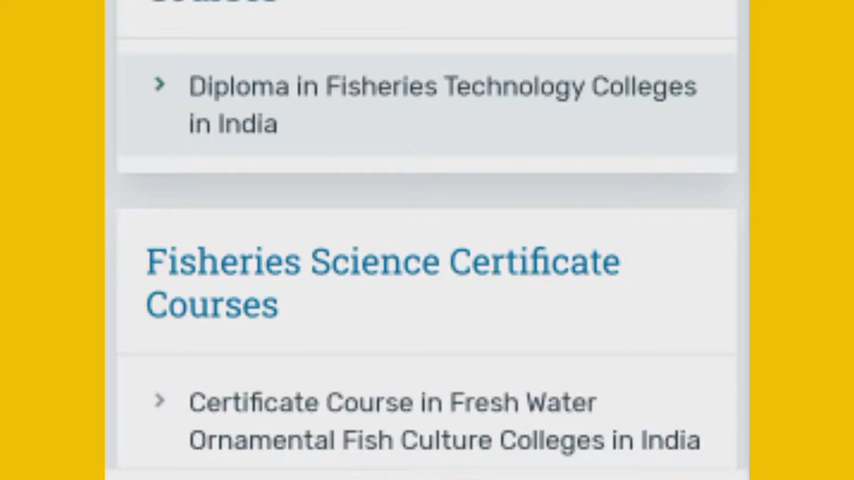 Diploma in Fisheries Technology Colleges
in India
Fisheries Science Certificate
Courses
Certificate Course in Fresh Water
Ornamental Fish Culture Colleges in India